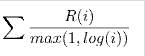 ∑ R(i) / max(1, log(i))